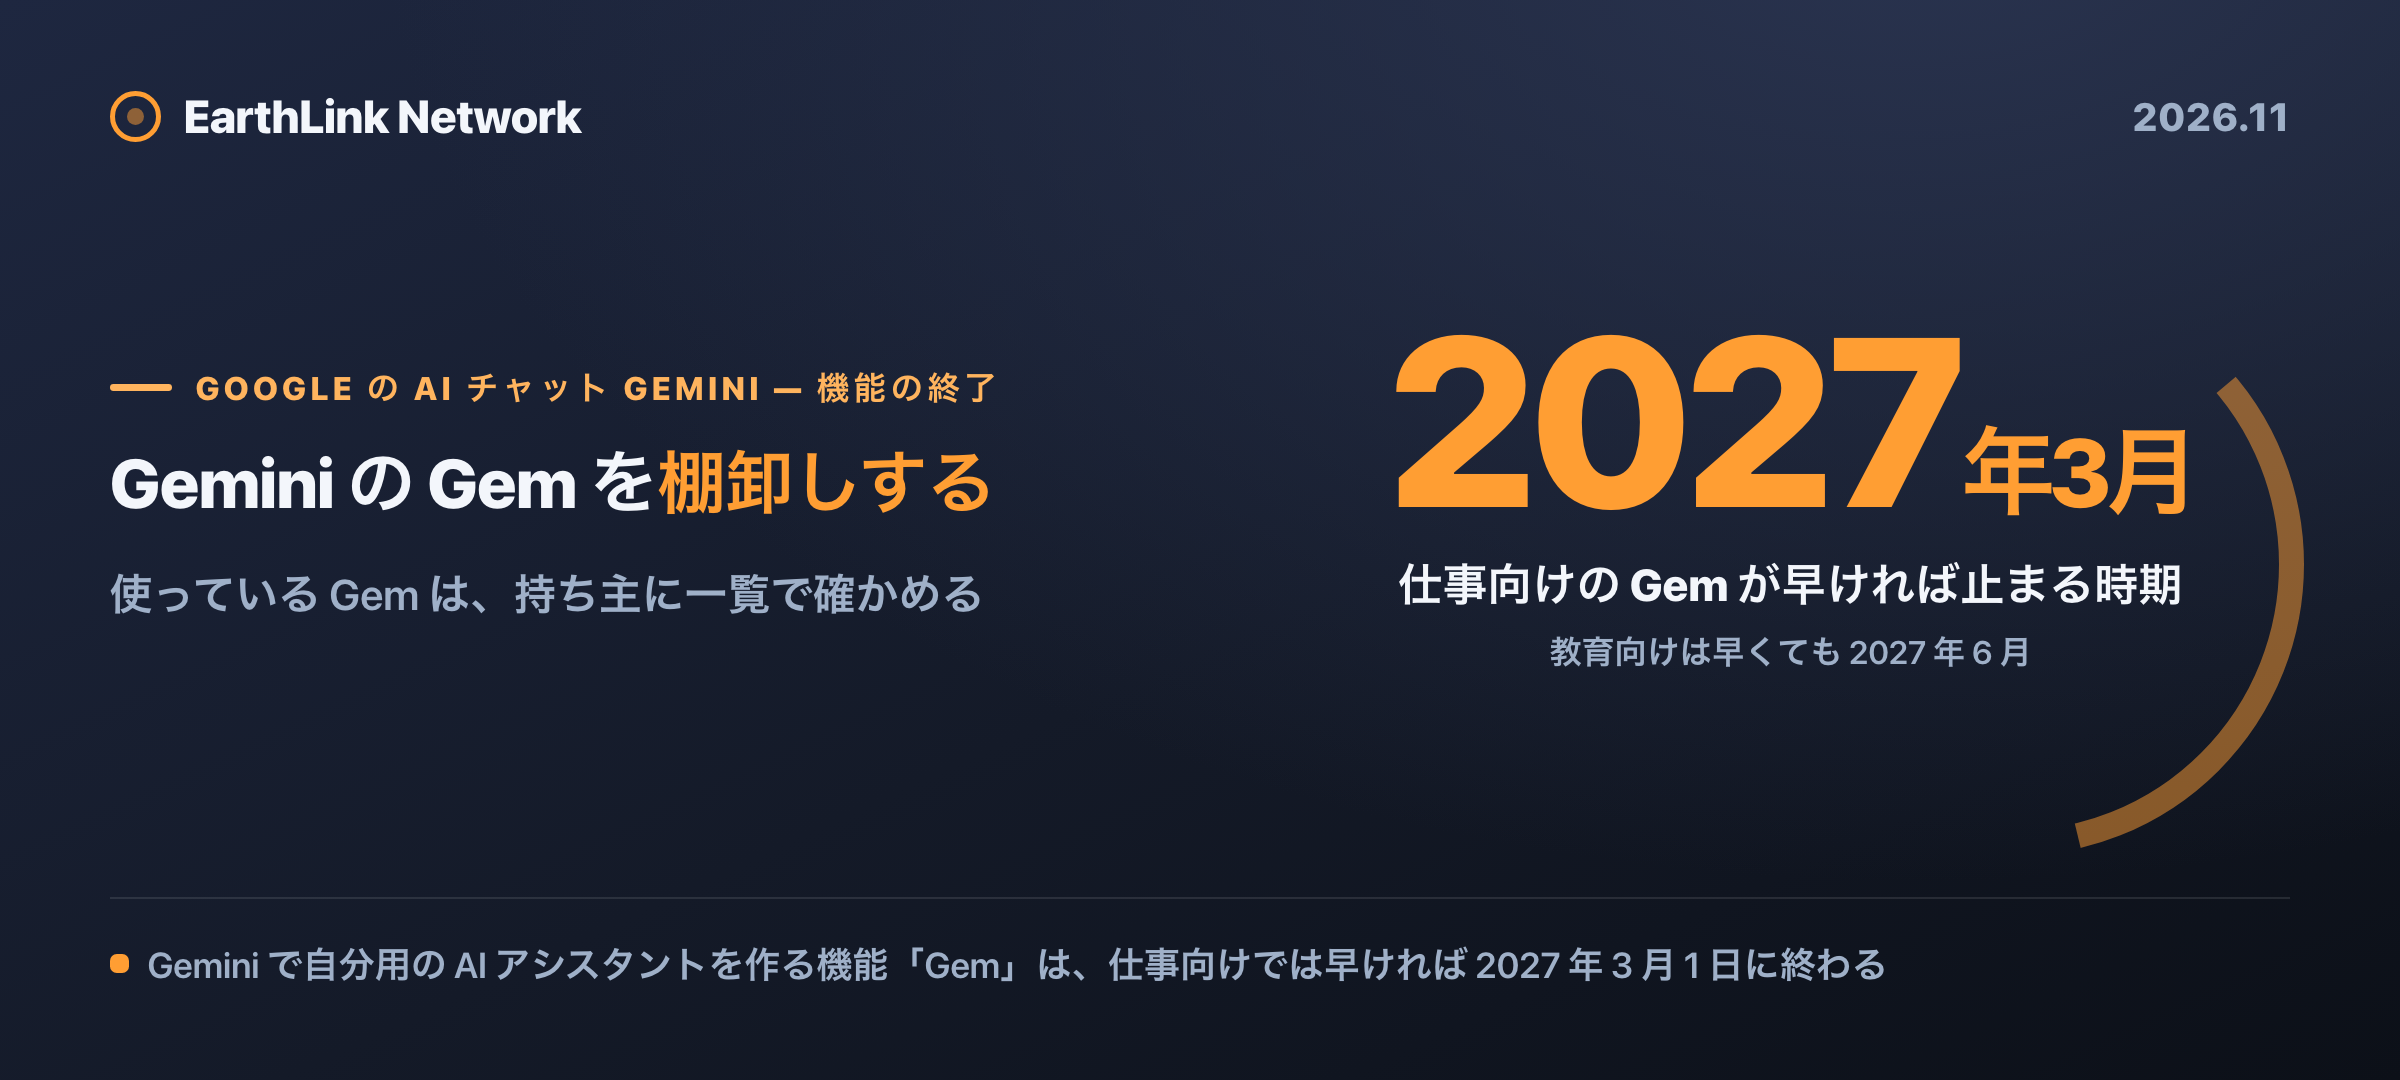 EarthLink Network
2026.11
GOOGLE の AI チャット GEMINI — 機能の終了
Gemini の Gem を棚卸しする
使っている Gem は、持ち主に一覧で確かめる
2027年3月
仕事向けの Gem が早ければ止まる時期
教育向けは早くても 2027 年 6 月
Gemini で自分用の AI アシスタントを作る機能「Gem」は、仕事向けでは早ければ 2027 年 3 月 1 日に終わる